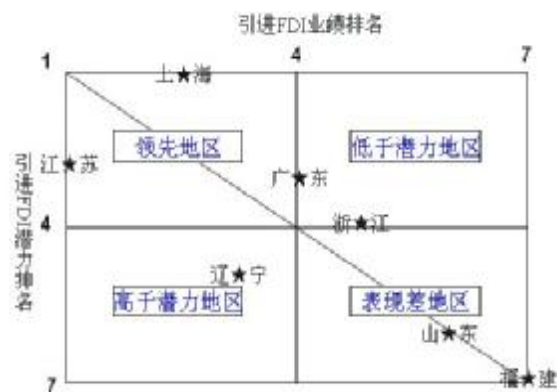 引进FDI业绩排名
1
4
7
上★海
领先地区
低于潜力地区
江★苏
广★东
引进FDI潜力排名
4
浙★江
辽★宁
高于潜力地区
表现差地区
山★东
福★建
7